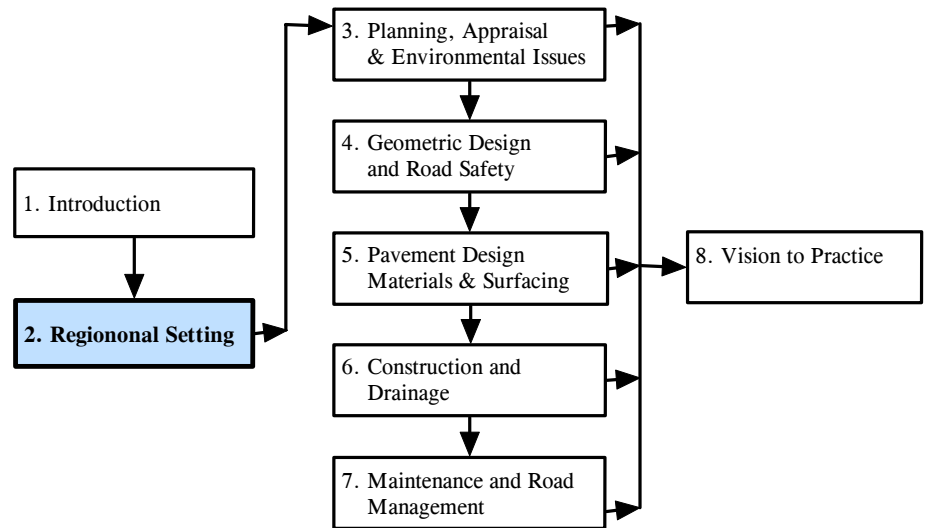 1. Introduction
2. Regiononal Setting
3. Planning, Appraisal
& Environmental Issues
4. Geometric Design
and Road Safety
5. Pavement Design
Materials & Surfacing
6. Construction and
Drainage
7. Maintenance and Road
Management
8. Vision to Practice